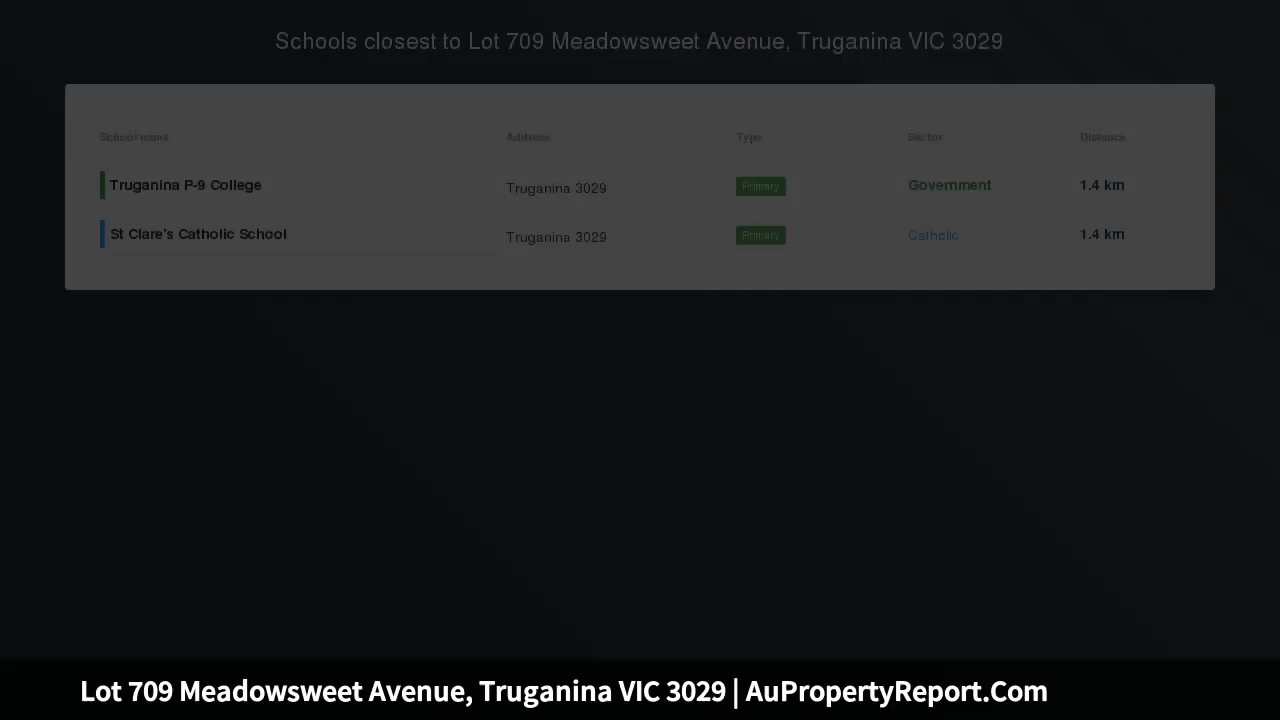 Schools closest to Lot 709 Meadowsweet Avenue, Truganina VIC 3029
School name Address Type Sector Distance
Truganina P-9 College Truganina 3029 Primary Government 1.4 km
St Clare's Catholic School Truganina 3029 Primary Catholic 1.4 km
Lot 709 Meadowsweet Avenue, Truganina VIC 3029 | AuPropertyReport.Com